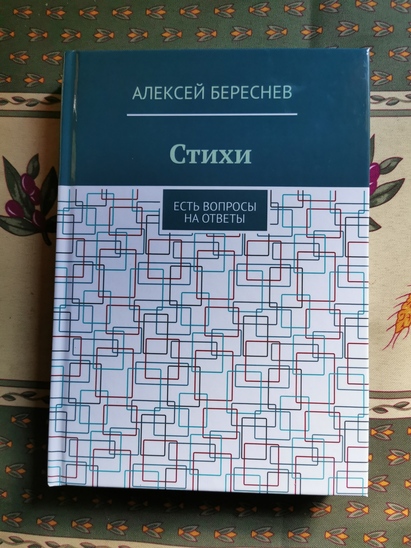 АЛЕКСЕЙ БЕРЕСНЕВ
Стихи
ЕСТЬ ВОПРОСЫ
НА ОТВЕТЫ